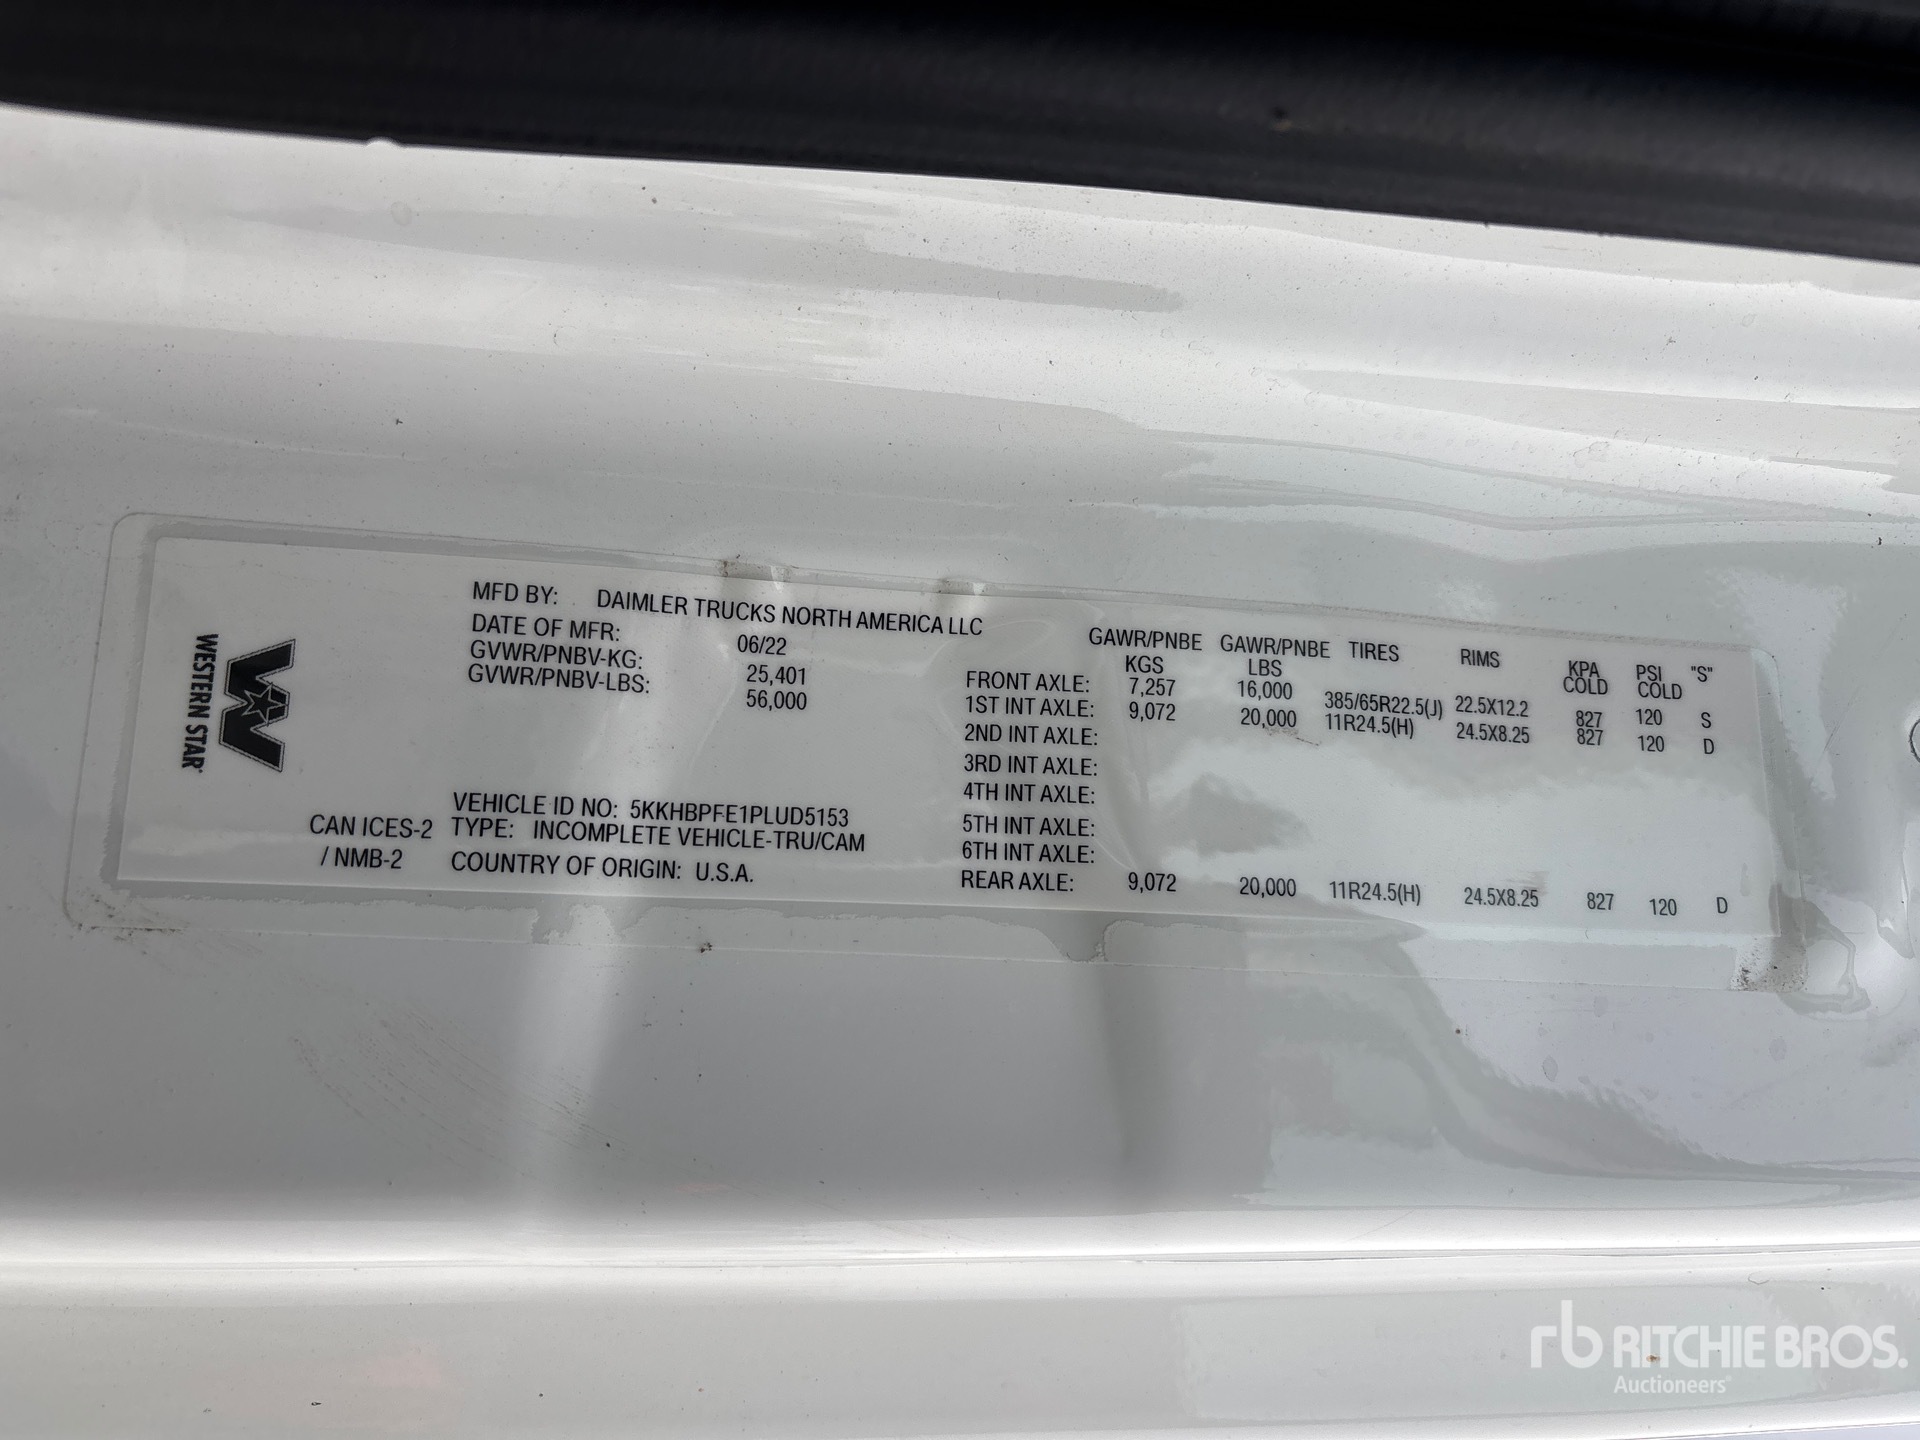 WESTERN STAR
MFD BY: DAIMLER TRUCKS NORTH AMERICA LLC
DATE OF MFR: 06/22
GVWR/PNBV-KG: 25,401
GVWR/PNBV-LBS: 56,000
VEHICLE ID NO: 5KKHBPFE1PLUD5153
CAN ICES-2 TYPE: INCOMPLETE VEHICLE-TRU/CAM
/ NMB-2 COUNTRY OF ORIGIN: U.S.A.
GAWR/PNBE GAWR/PNBE TIRES RIMS KPA PSI "S"
KGS LBS COLD COLD
FRONT AXLE: 7,257 16,000 385/65R22.5(J) 22.5X12.2 827 120 S
1ST INT AXLE: 9,072 20,000 11R24.5(H) 24.5X8.25 827 120 D
2ND INT AXLE:
3RD INT AXLE:
4TH INT AXLE:
5TH INT AXLE:
6TH INT AXLE:
REAR AXLE: 9,072 20,000 11R24.5(H) 24.5X8.25 827 120 D
rb RITCHIE BROS.
Auctioneers